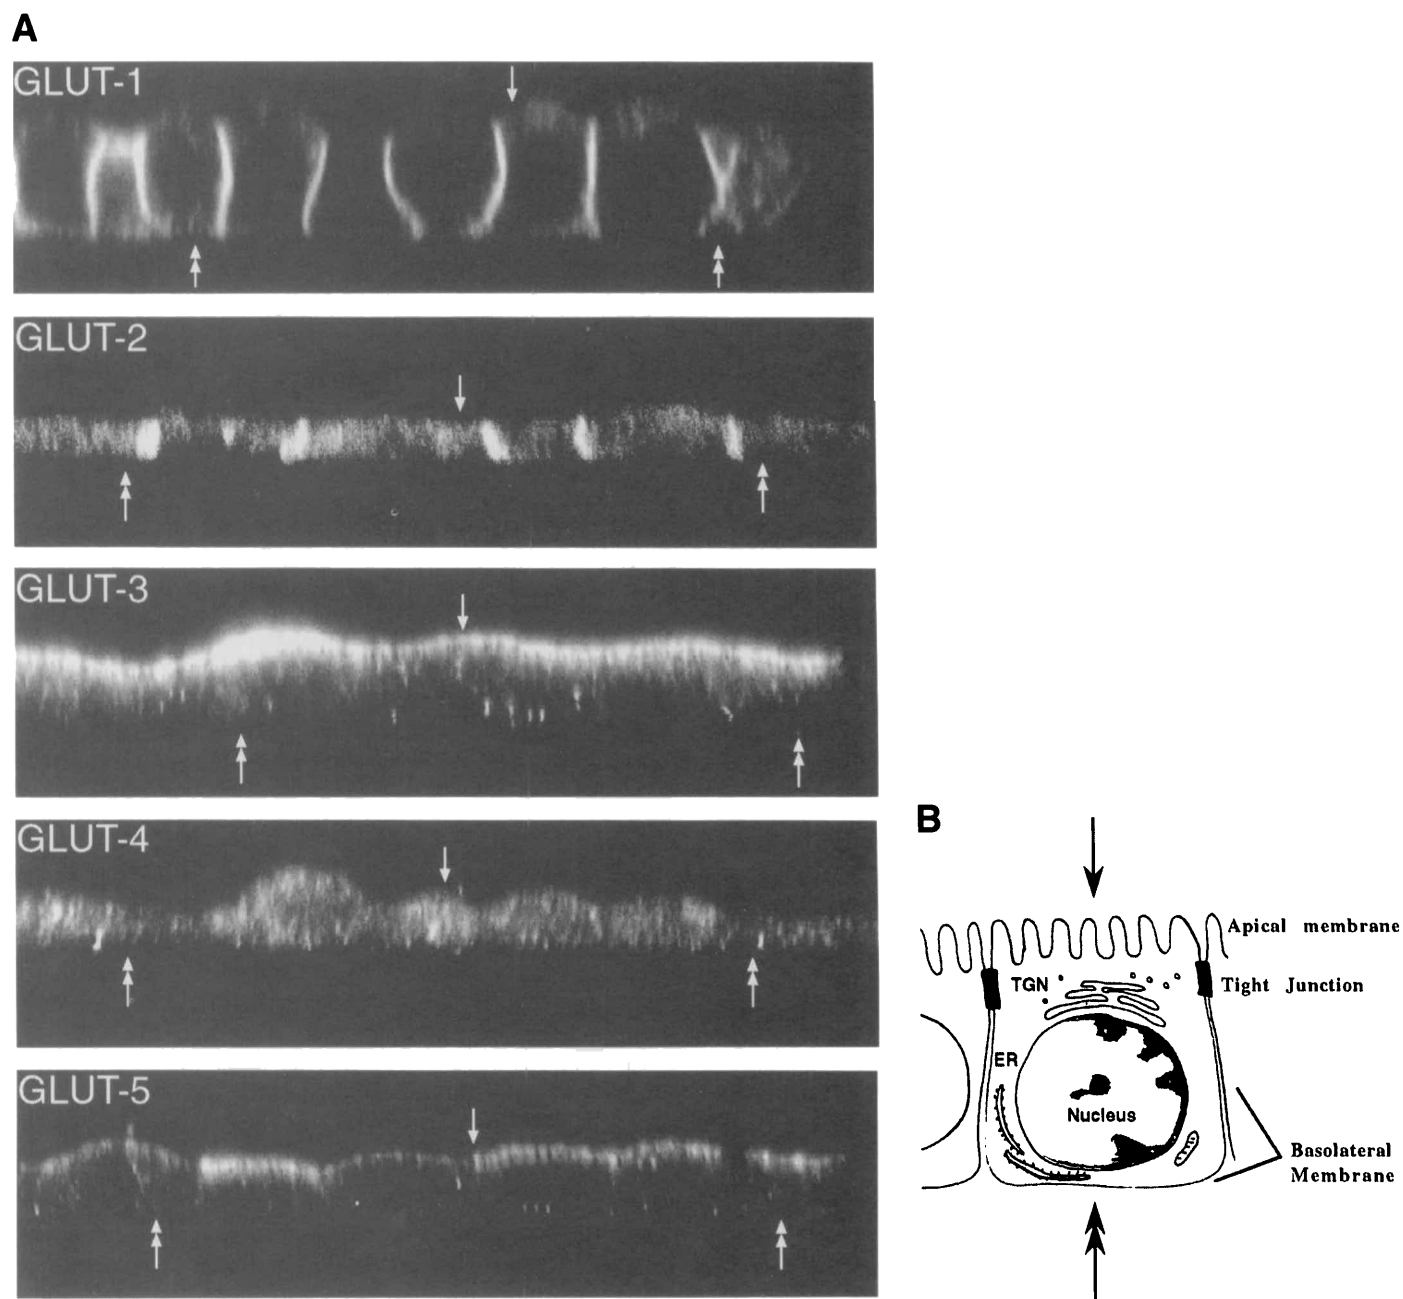 A
GLUT-1
GLUT-2
GLUT-3
GLUT-4
GLUT-5
B
Apical membrane
TGN
Tight Junction
ER
Nucleus
Basolateral
Membrane